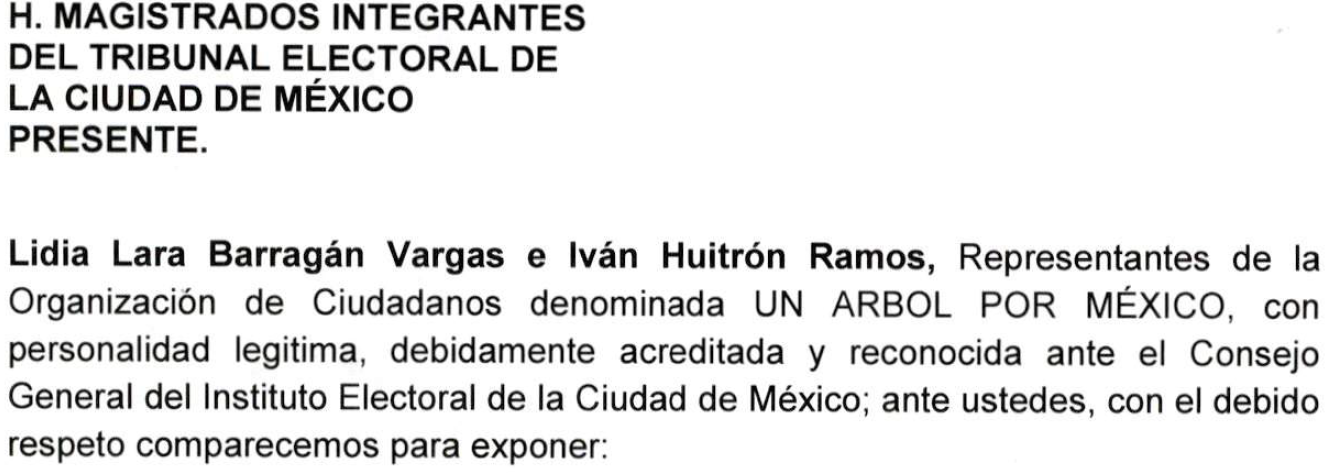 H. MAGISTRADOS INTEGRANTES
DEL TRIBUNAL ELECTORAL DE
LA CIUDAD DE MÉXICO
PRESENTE.
Lidia Lara Barragán Vargas e Iván Huitrón Ramos, Representantes de la
Organización de Ciudadanos denominada UN ARBOL POR MÉXICO, con
personalidad legitima, debidamente acreditada y reconocida ante el Consejo
General del Instituto Electoral de la Ciudad de México; ante ustedes, con el debido
respeto comparecemos para exponer: